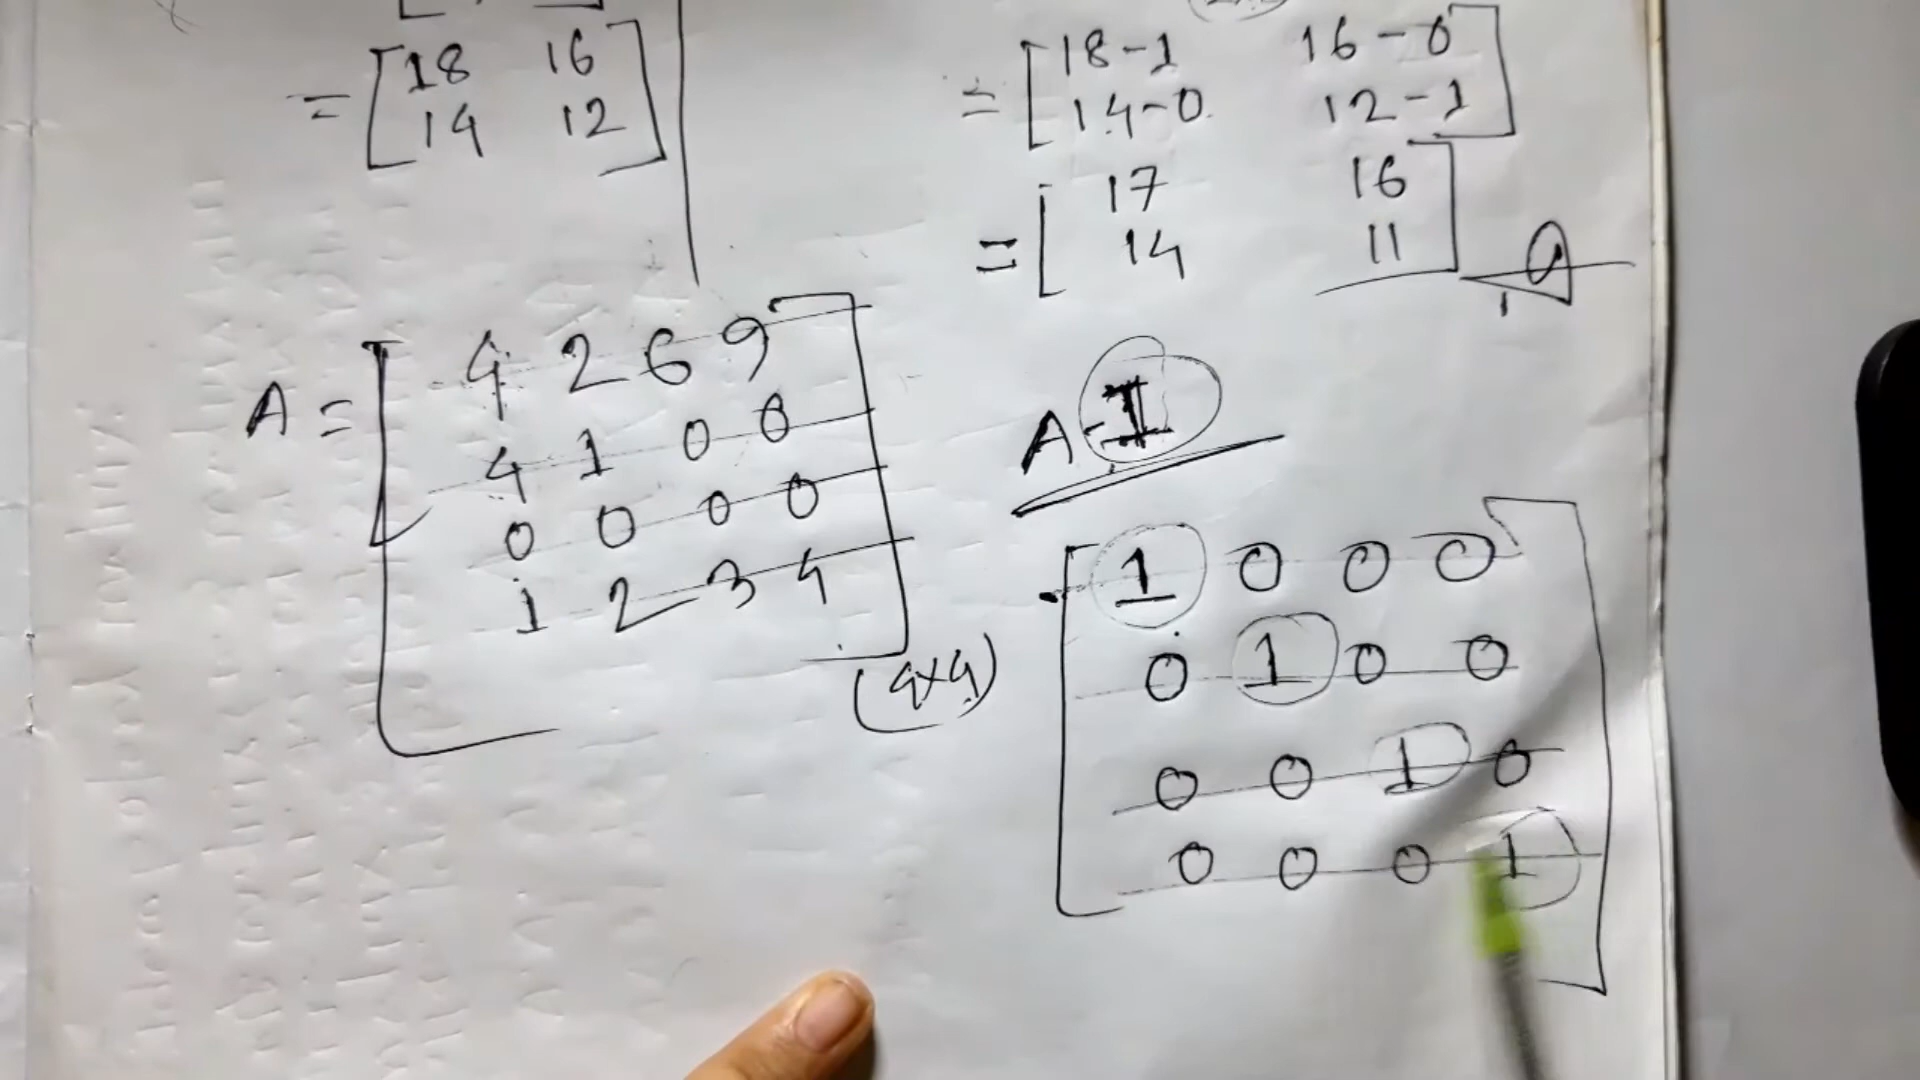 = [18 16
14 12]
= [18-1 16-0
14-0 12-1]
= [17 16
14 11]
A = [4 2 6 9
4 1 0 0
0 0 0 0
1 2 3 4]
(4×4)
A-I
[1 0 0 0
0 1 0 0
0 0 1 0
0 0 0 1]